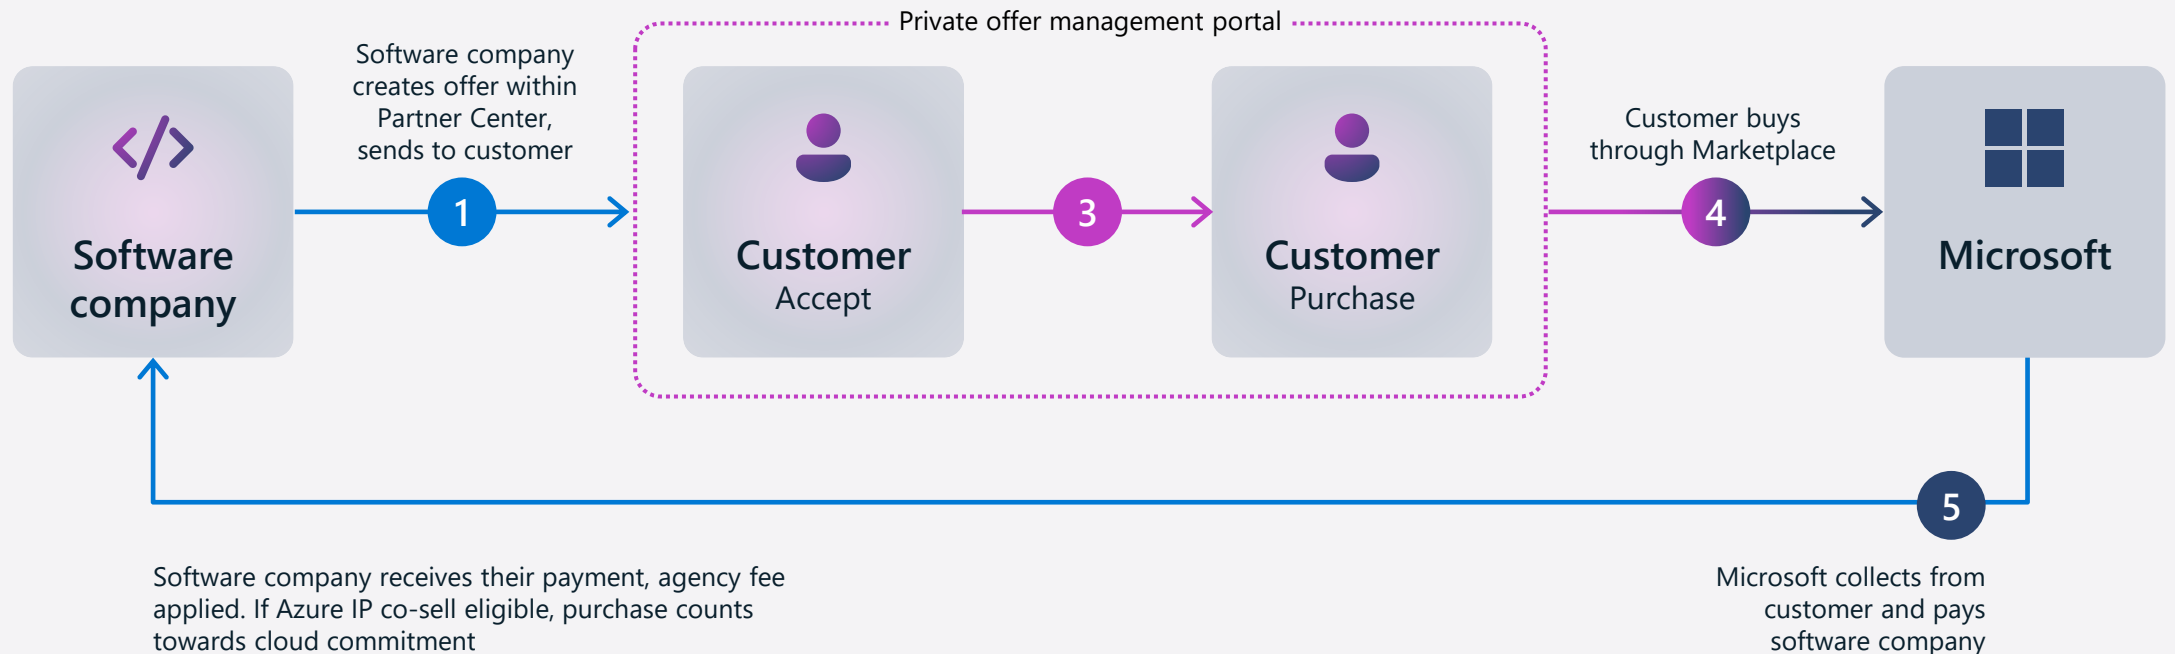 Private offer management portal
Software company
creates offer within
Partner Center,
sends to customer
1
Software
company
Customer
Accept
3
Customer
Purchase
Customer buys
through Marketplace
4
Microsoft
5
Software company receives their payment, agency fee
applied. If Azure IP co-sell eligible, purchase counts
towards cloud commitment
Microsoft collects from
customer and pays
software company